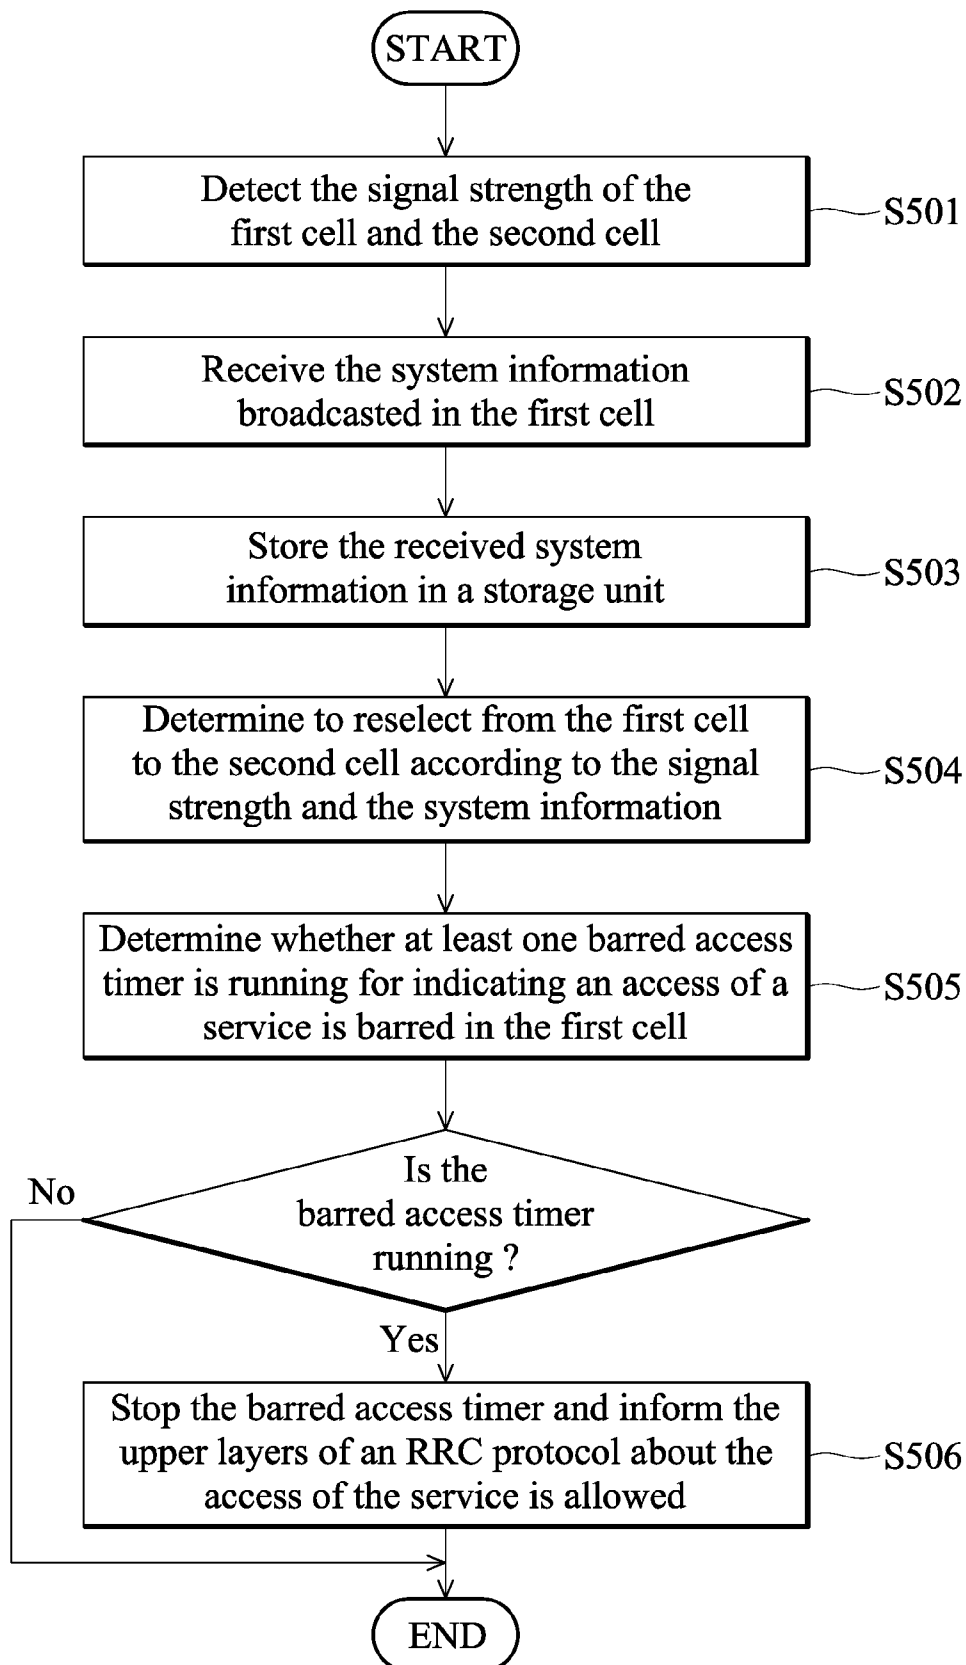 START
Detect the signal strength of the
first cell and the second cell
S501
Receive the system information
broadcasted in the first cell
S502
Store the received system
information in a storage unit
S503
Determine to reselect from the first cell
to the second cell according to the signal
strength and the system information
S504
Determine whether at least one barred access
timer is running for indicating an access of a
service is barred in the first cell
S505
Is the
barred access timer
running ?
No
Yes
Stop the barred access timer and inform the
upper layers of an RRC protocol about the
access of the service is allowed
S506
END